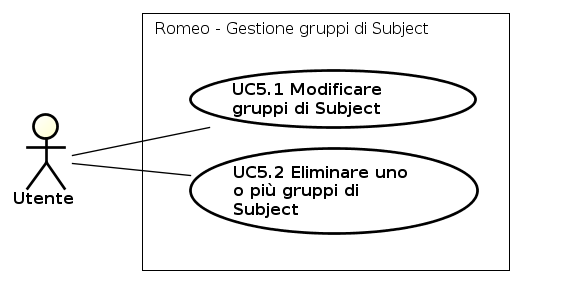 Romeo - Gestione gruppi di Subject
UC5.1 Modificare
gruppi di Subject
UC5.2 Eliminare uno
o più gruppi di
Subject
Utente